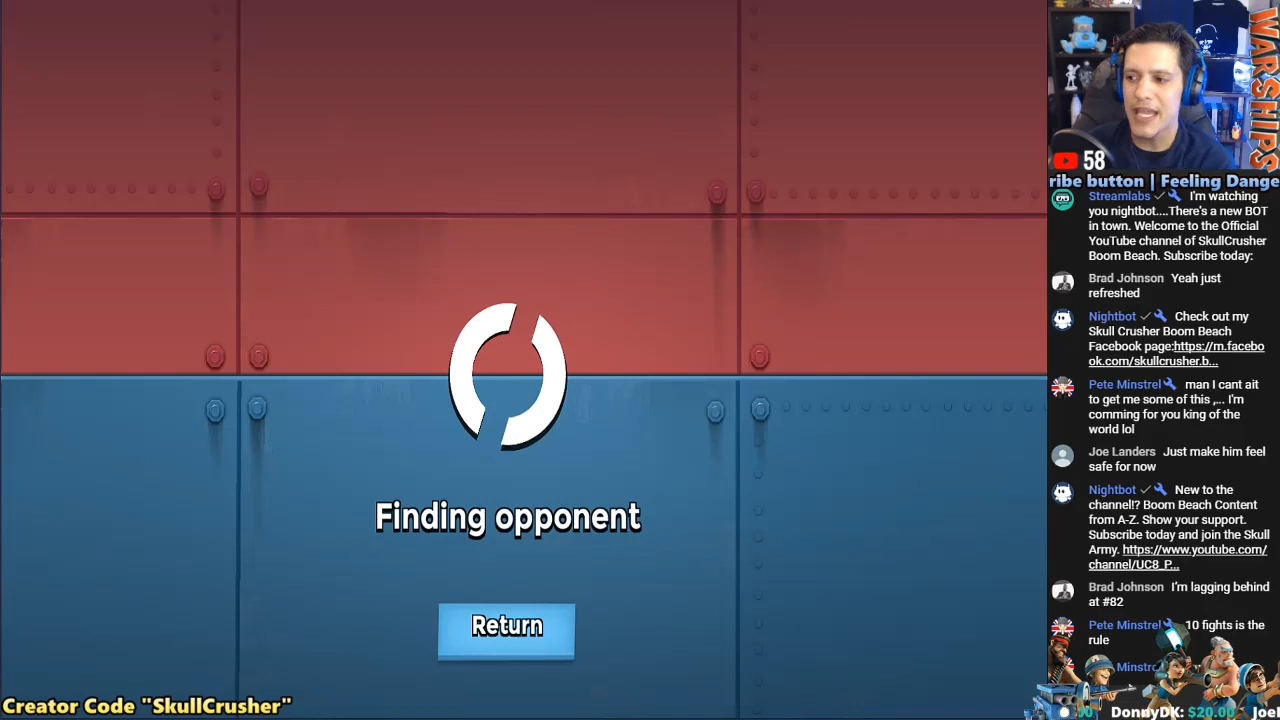 WARSHIPS
58
ribe button | Feeling Dange
Streamlabs I'm watching
you nightbot....There's a new BOT
in town. Welcome to the Official
YouTube channel of SkullCrusher
Boom Beach. Subscribe today:
Brad Johnson Yeah just
refreshed
Nightbot Check out my
Skull Crusher Boom Beach
Facebook page:https://m.facebo
ok.com/skullcrusher.b...
Pete Minstrel man I cant ait
to get me some of this ,... I'm
comming for you king of the
world lol
Joe Landers Just make him feel
safe for now
Nightbot New to the
channel!? Boom Beach Content
from A-Z. Show your support.
Subscribe today and join the Skull
Army. https://www.youtube.com/
channel/UC8_P...
Brad Johnson I'm lagging behind
at #82
Pete Minstrel 10 fights is the
rule
Minstre
Finding opponent
Return
Creator Code "SkullCrusher"
DonnyDK: $20.00 Joel